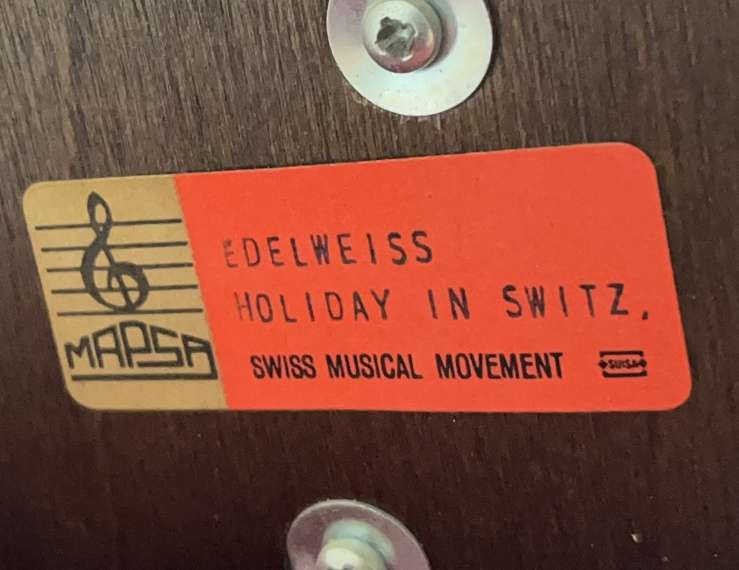 EDELWEISS
HOLIDAY IN SWITZ.
MAPSA
SWISS MUSICAL MOVEMENT
SUISA